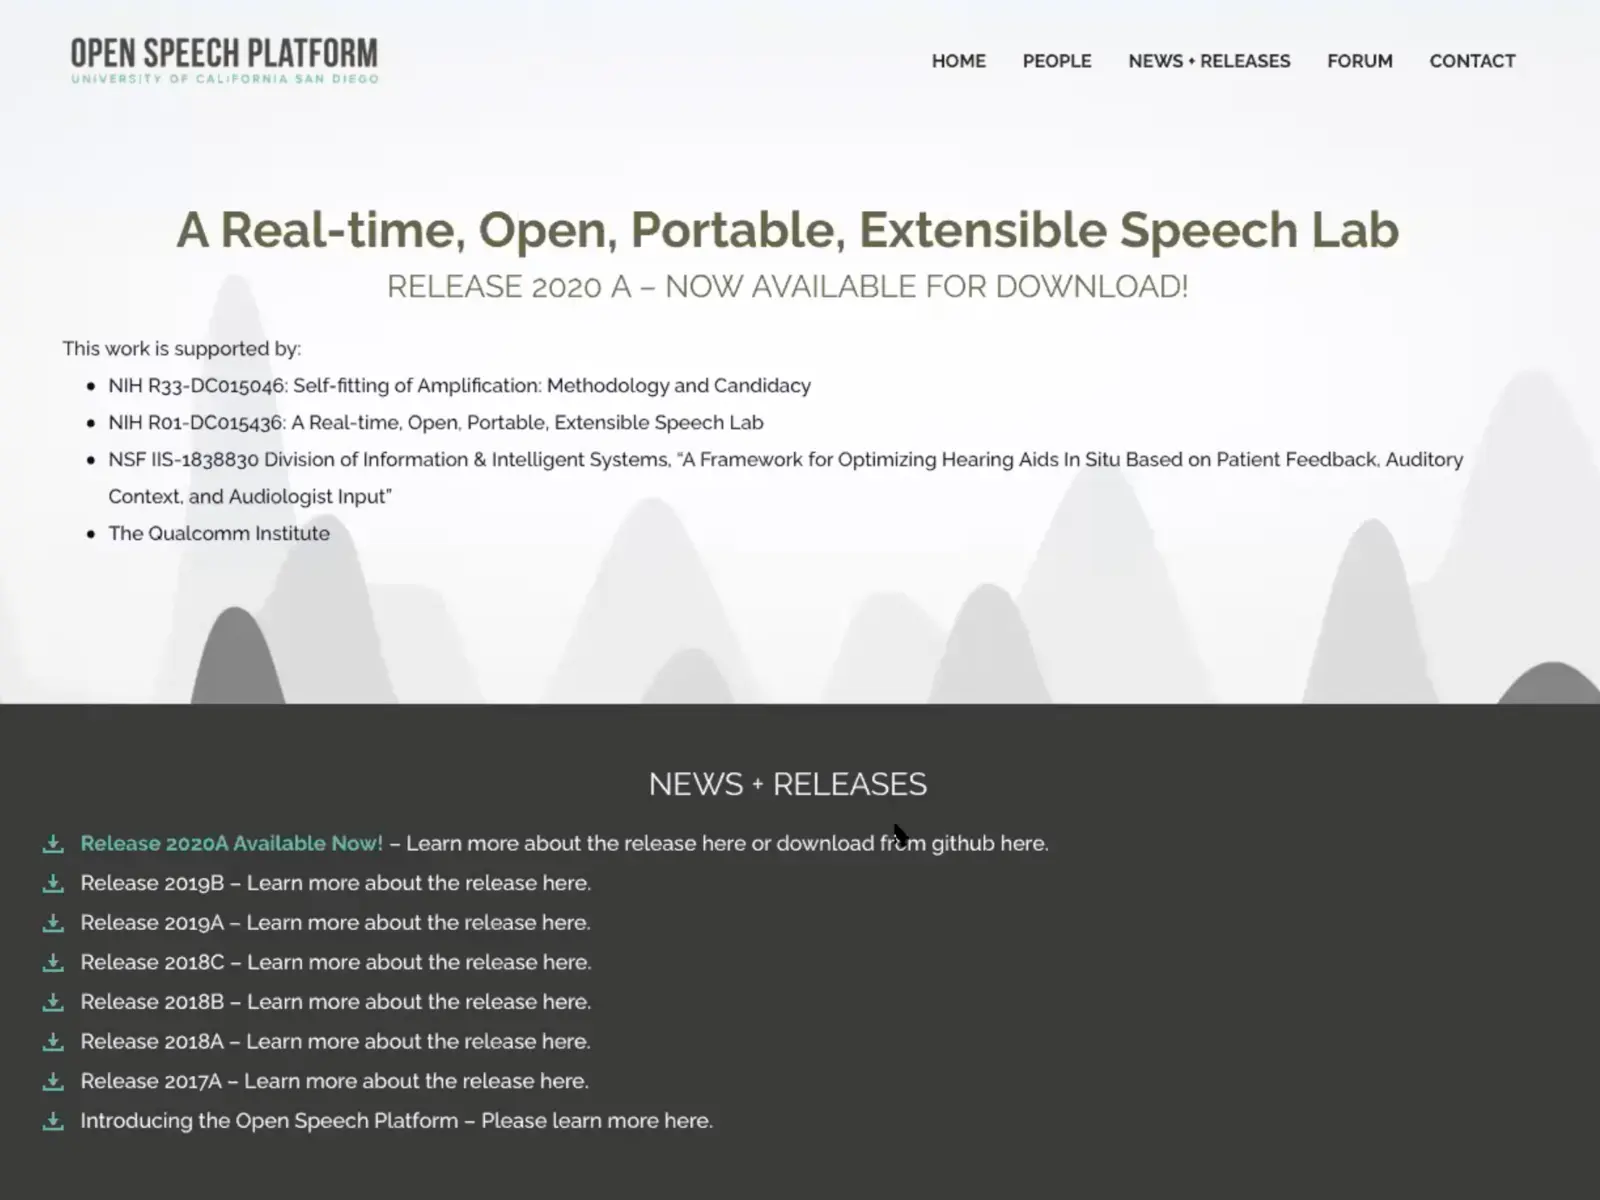 OPEN SPEECH PLATFORM
UNIVERSITY OF CALIFORNIA SAN DIEGO
HOME PEOPLE NEWS + RELEASES FORUM CONTACT
A Real-time, Open, Portable, Extensible Speech Lab
RELEASE 2020 A – NOW AVAILABLE FOR DOWNLOAD!
This work is supported by:
NIH R33-DC015046: Self-fitting of Amplification: Methodology and Candidacy
NIH R01-DC015436: A Real-time, Open, Portable, Extensible Speech Lab
NSF IIS-1838830 Division of Information & Intelligent Systems, “A Framework for Optimizing Hearing Aids In Situ Based on Patient Feedback, Auditory
Context, and Audiologist Input”
The Qualcomm Institute
NEWS + RELEASES
Release 2020A Available Now! – Learn more about the release here or download from github here.
Release 2019B – Learn more about the release here.
Release 2019A – Learn more about the release here.
Release 2018C – Learn more about the release here.
Release 2018B – Learn more about the release here.
Release 2018A – Learn more about the release here.
Release 2017A – Learn more about the release here.
Introducing the Open Speech Platform – Please learn more here.